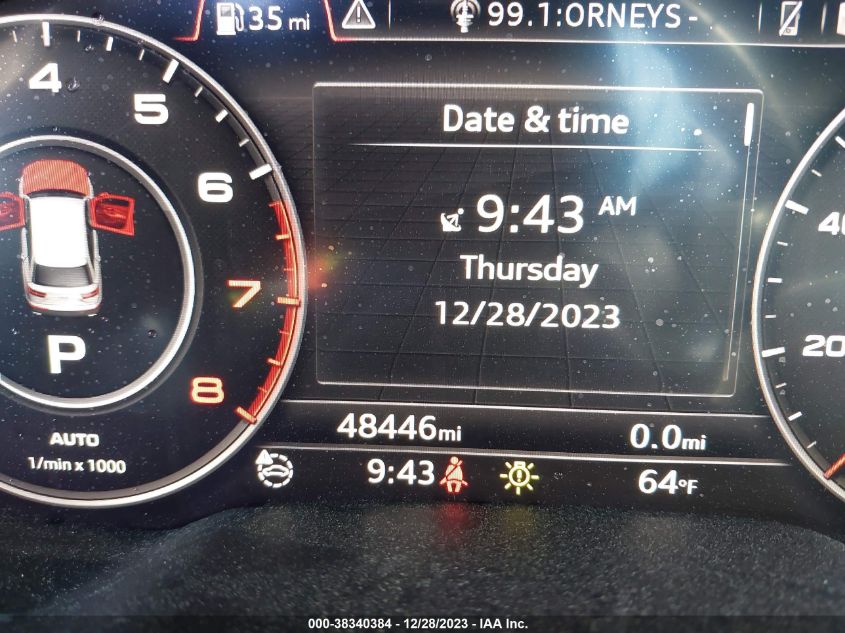 35 mi
99.1:ORNEYS -
4
5
6
7
8
P
AUTO
1/min x 1000
Date & time
9:43 AM
Thursday
12/28/2023
48446mi
0.0mi
9:43
64°F
40
20
000-38340384 - 12/28/2023 - IAA Inc.